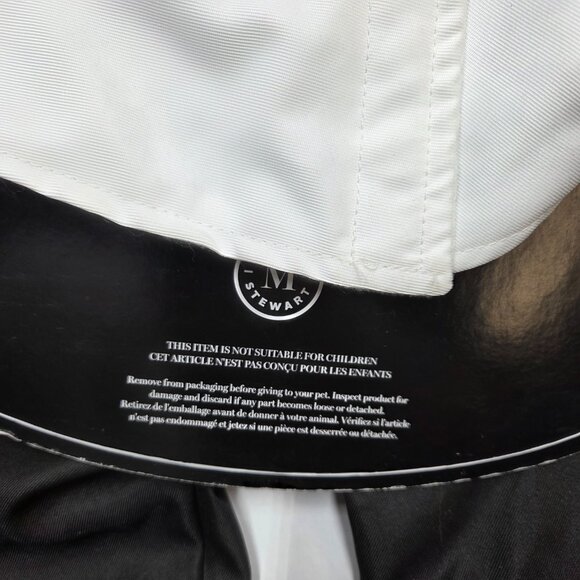 M
STEWART
THIS ITEM IS NOT SUITABLE FOR CHILDREN
CET ARTICLE N'EST PAS CONÇU POUR LES ENFANTS
Remove from packaging before giving to your pet. Inspect product for
damage and discard if any part becomes loose or detached.
Retirez de l'emballage avant de donner à votre animal. Vérifiez si l'article
n'est pas endommagé et jetez si une pièce est desserrée ou détachée.